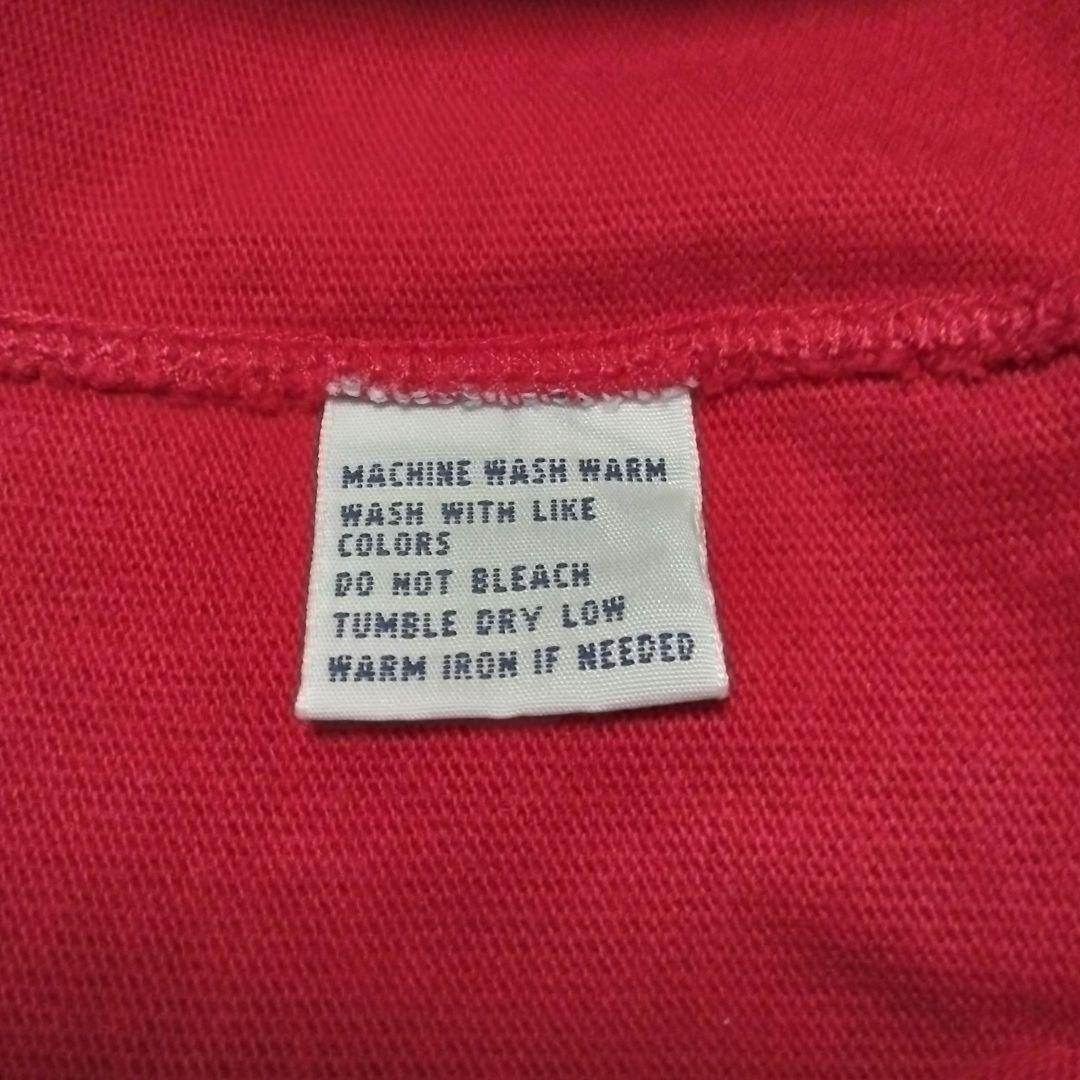 MACHINE WASH WARM
WASH WITH LIKE
COLORS
DO NOT BLEACH
TUMBLE DRY LOW
WARM IRON IF NEEDED